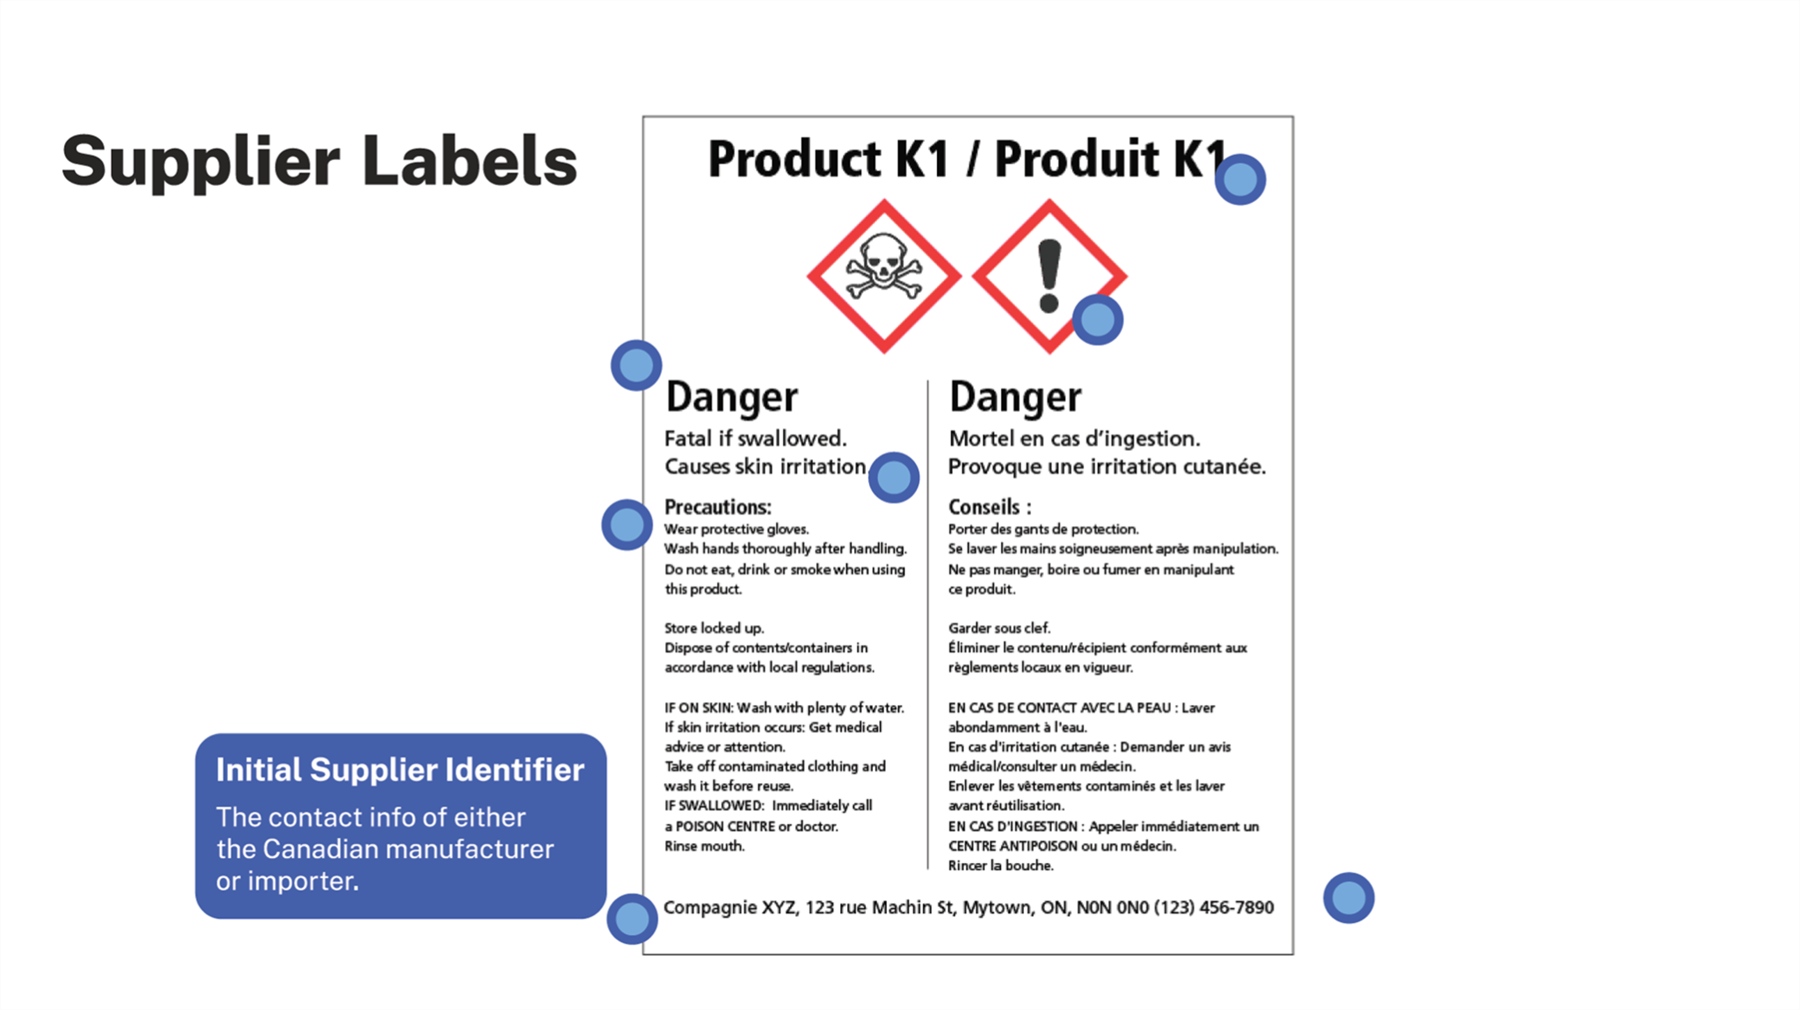 Supplier Labels
Product K1 / Produit K1
Danger
Fatal if swallowed.
Causes skin irritation.
Precautions:
Wear protective gloves.
Wash hands thoroughly after handling.
Do not eat, drink or smoke when using
this product.
Store locked up.
Dispose of contents/containers in
accordance with local regulations.
IF ON SKIN: Wash with plenty of water.
If skin irritation occurs: Get medical
advice or attention.
Take off contaminated clothing and
wash it before reuse.
IF SWALLOWED: Immediately call
a POISON CENTRE or doctor.
Rinse mouth.
Danger
Mortel en cas d’ingestion.
Provoque une irritation cutanée.
Conseils :
Porter des gants de protection.
Se laver les mains soigneusement après manipulation.
Ne pas manger, boire ou fumer en manipulant
ce produit.
Garder sous clef.
Éliminer le contenu/récipient conformément aux
règlements locaux en vigueur.
EN CAS DE CONTACT AVEC LA PEAU : Laver
abondamment à l'eau.
En cas d'irritation cutanée : Demander un avis
médical/consulter un médecin.
Enlever les vêtements contaminés et les laver
avant réutilisation.
EN CAS D'INGESTION : Appeler immédiatement un
CENTRE ANTIPOISON ou un médecin.
Rincer la bouche.
Compagnie XYZ, 123 rue Machin St, Mytown, ON, N0N 0N0 (123) 456-7890
Initial Supplier Identifier
The contact info of either
the Canadian manufacturer
or importer.